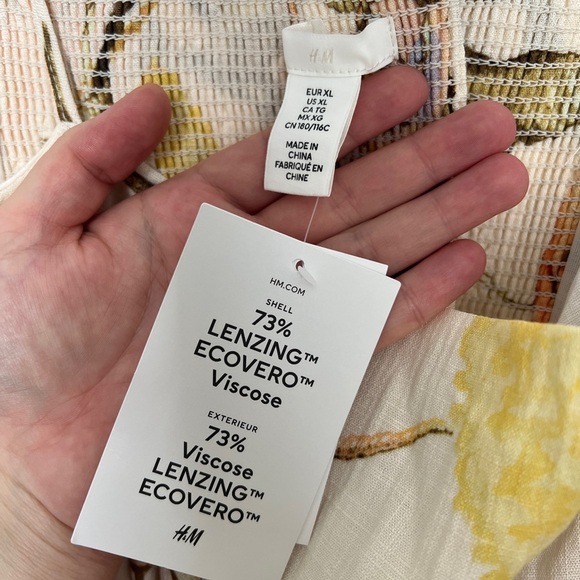 H&M
EUR XL
US XL
CA TG
MX XG
CN 180/116C
MADE IN
CHINA
FABRIQUÉ EN
CHINE
HM.COM
SHELL
73%
LENZING™
ECOVERO™
Viscose
EXTERIEUR
73%
Viscose
LENZING™
ECOVERO™
H&M